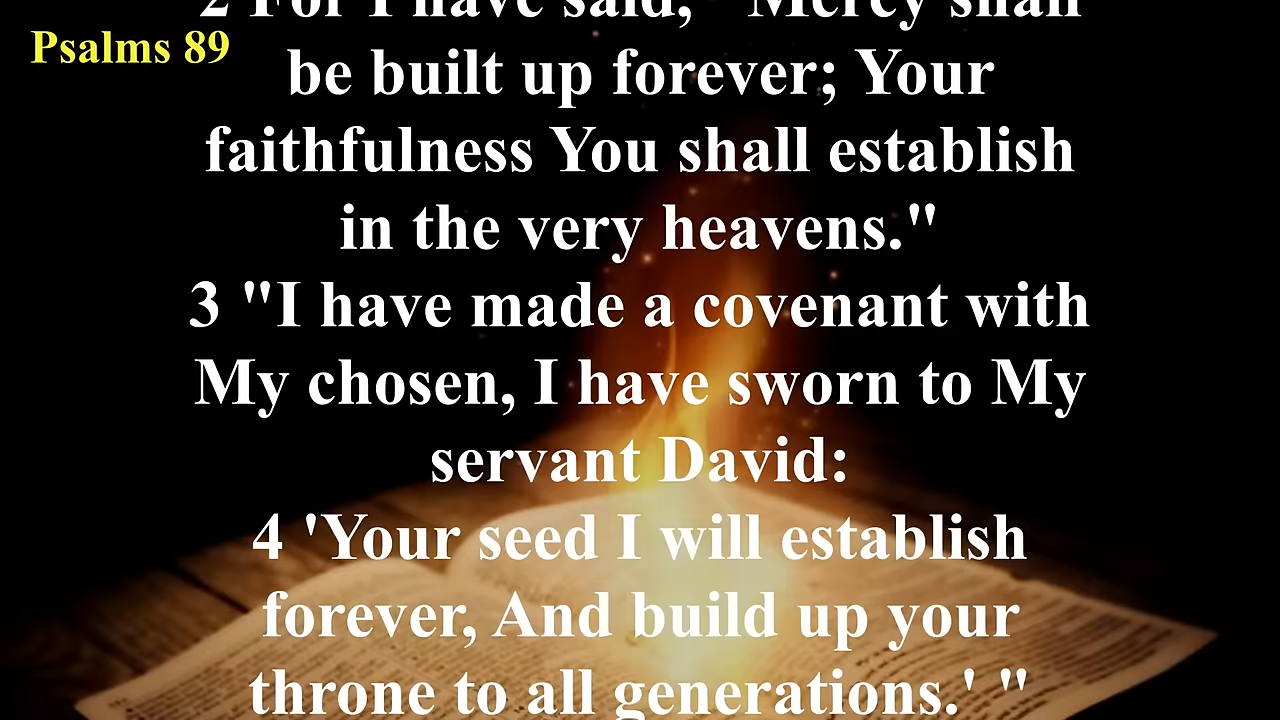 2 For I have said, " Mercy shall
Psalms 89
be built up forever; Your
faithfulness You shall establish
in the very heavens."
3 "I have made a covenant with
My chosen, I have sworn to My
servant David:
4 'Your seed I will establish
forever, And build up your
throne to all generations.' "